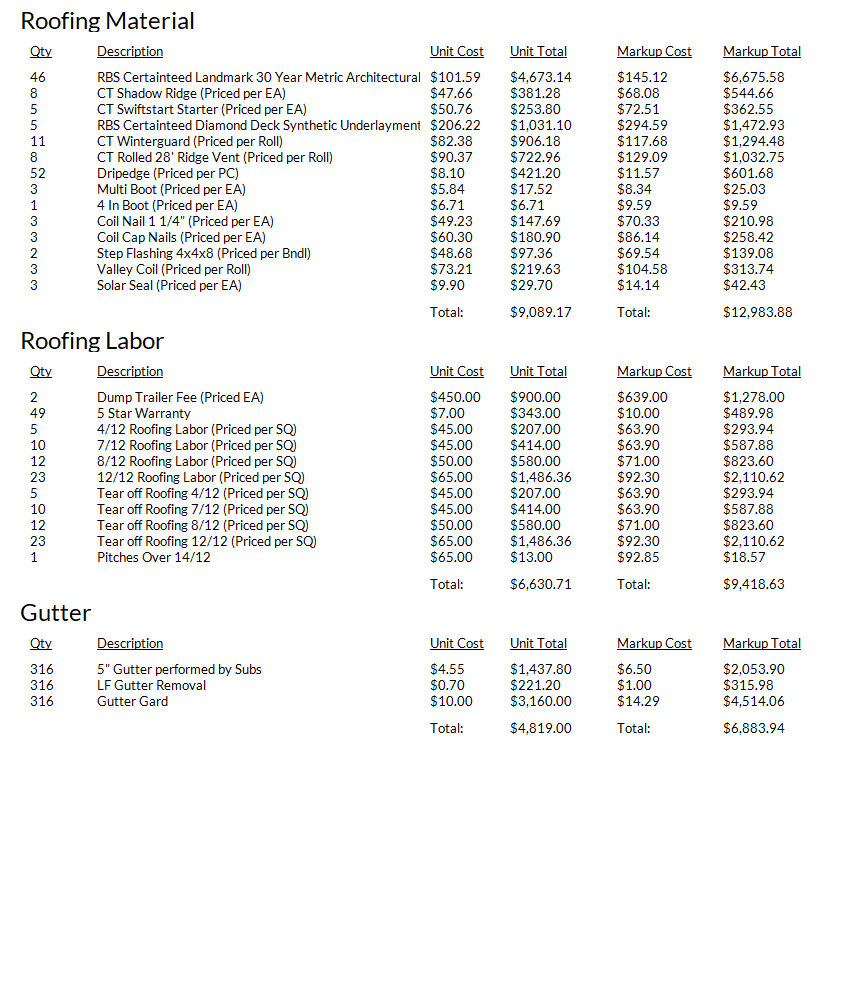 Roofing Material
Qty Description Unit Cost Unit Total Markup Cost Markup Total
46 RBS Certainteed Landmark 30 Year Metric Architectural $101.59 $4,673.14 $145.12 $6,675.58
8 CT Shadow Ridge (Priced per EA) $47.66 $381.28 $68.08 $544.66
5 CT Swiftstart Starter (Priced per EA) $50.76 $253.80 $72.51 $362.55
5 RBS Certainteed Diamond Deck Synthetic Underlayment $206.22 $1,031.10 $294.59 $1,472.93
11 CT Winterguard (Priced per Roll) $82.38 $906.18 $117.68 $1,294.48
8 CT Rolled 28' Ridge Vent (Priced per Roll) $90.37 $722.96 $129.09 $1,032.75
52 Dripedge (Priced per PC) $8.10 $421.20 $11.57 $601.68
3 Multi Boot (Priced per EA) $5.84 $17.52 $8.34 $25.03
1 4 In Boot (Priced per EA) $6.71 $6.71 $9.59 $9.59
3 Coil Nail 1 1/4" (Priced per EA) $49.23 $147.69 $70.33 $210.98
3 Coil Cap Nails (Priced per EA) $60.30 $180.90 $86.14 $258.42
2 Step Flashing 4x4x8 (Priced per Bndl) $48.68 $97.36 $69.54 $139.08
3 Valley Coil (Priced per Roll) $73.21 $219.63 $104.58 $313.74
3 Solar Seal (Priced per EA) $9.90 $29.70 $14.14 $42.43
Total: $9,089.17 Total: $12,983.88
Roofing Labor
Qty Description Unit Cost Unit Total Markup Cost Markup Total
2 Dump Trailer Fee (Priced EA) $450.00 $900.00 $639.00 $1,278.00
49 5 Star Warranty $7.00 $343.00 $10.00 $489.98
5 4/12 Roofing Labor (Priced per SQ) $45.00 $207.00 $63.90 $293.94
10 7/12 Roofing Labor (Priced per SQ) $45.00 $414.00 $63.90 $587.88
12 8/12 Roofing Labor (Priced per SQ) $50.00 $580.00 $71.00 $823.60
23 12/12 Roofing Labor (Priced per SQ) $65.00 $1,486.36 $92.30 $2,110.62
5 Tear off Roofing 4/12 (Priced per SQ) $45.00 $207.00 $63.90 $293.94
10 Tear off Roofing 7/12 (Priced per SQ) $45.00 $414.00 $63.90 $587.88
12 Tear off Roofing 8/12 (Priced per SQ) $50.00 $580.00 $71.00 $823.60
23 Tear off Roofing 12/12 (Priced per SQ) $65.00 $1,486.36 $92.30 $2,110.62
1 Pitches Over 14/12 $65.00 $13.00 $92.85 $18.57
Total: $6,630.71 Total: $9,418.63
Gutter
Qty Description Unit Cost Unit Total Markup Cost Markup Total
316 5" Gutter performed by Subs $4.55 $1,437.80 $6.50 $2,053.90
316 LF Gutter Removal $0.70 $221.20 $1.00 $315.98
316 Gutter Gard $10.00 $3,160.00 $14.29 $4,514.06
Total: $4,819.00 Total: $6,883.94